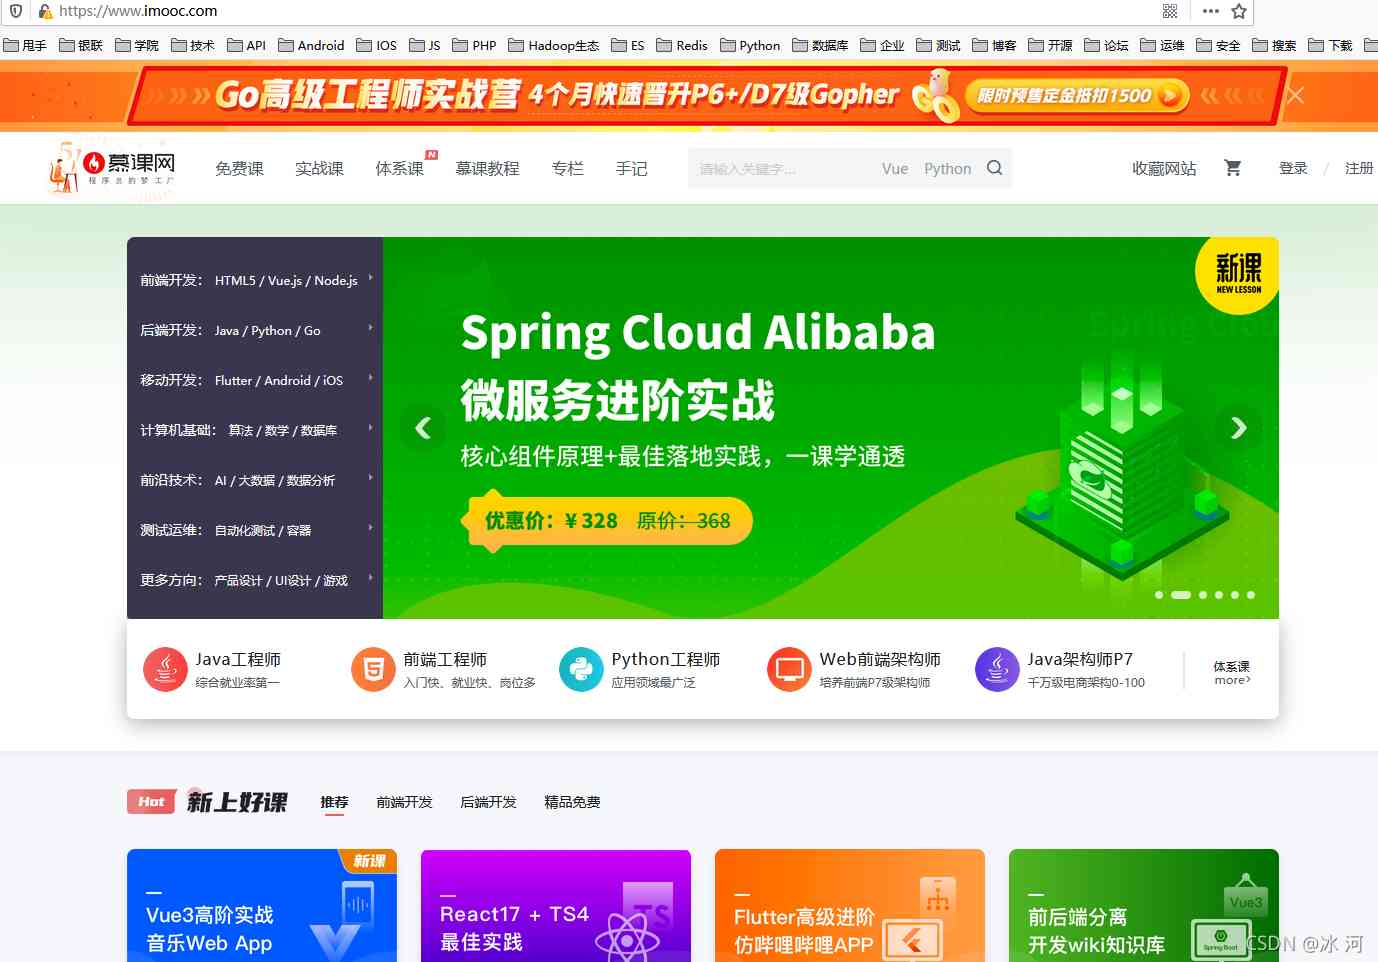 https://www.imooc.com
甩手 银联 学院 技术 API Android IOS JS PHP Hadoop生态 ES Redis Python 数据库 企业 测试 博客 开源 论坛 运维 安全 搜索 下载
Go高级工程师实战营 4个月快速晋升P6+/D7级Gopher 限时预售定金抵扣1500
慕课网
程序员的梦工厂
免费课 实战课 体系课 N 慕课教程 专栏 手记 请输入关键字... Vue Python 收藏网站 登录 / 注册
前端开发： HTML5 / Vue.js / Node.js
后端开发： Java / Python / Go
移动开发： Flutter / Android / iOS
计算机基础： 算法 / 数学 / 数据库
前沿技术： AI / 大数据 / 数据分析
测试运维： 自动化测试 / 容器
更多方向： 产品设计 / UI设计 / 游戏
新课
NEW LESSON
Spring Cloud Alibaba
微服务进阶实战
核心组件原理+最佳落地实践，一课学通透
优惠价：¥ 328 原价：368
Java工程师
综合就业率第一
前端工程师
入门快、就业快、岗位多
Python工程师
应用领域最广泛
Web前端架构师
培养前端P7级架构师
Java架构师P7
千万级电商架构0-100
体系课
more›
Hot 新上好课 推荐 前端开发 后端开发 精品免费
新课
Vue3高阶实战
音乐Web App
React17 + TS4
最佳实践
TS
Flutter高级进阶
仿哔哩哔哩APP
前后端分离
开发wiki知识库
Vue3
Spring Boot
CSDN @冰 河